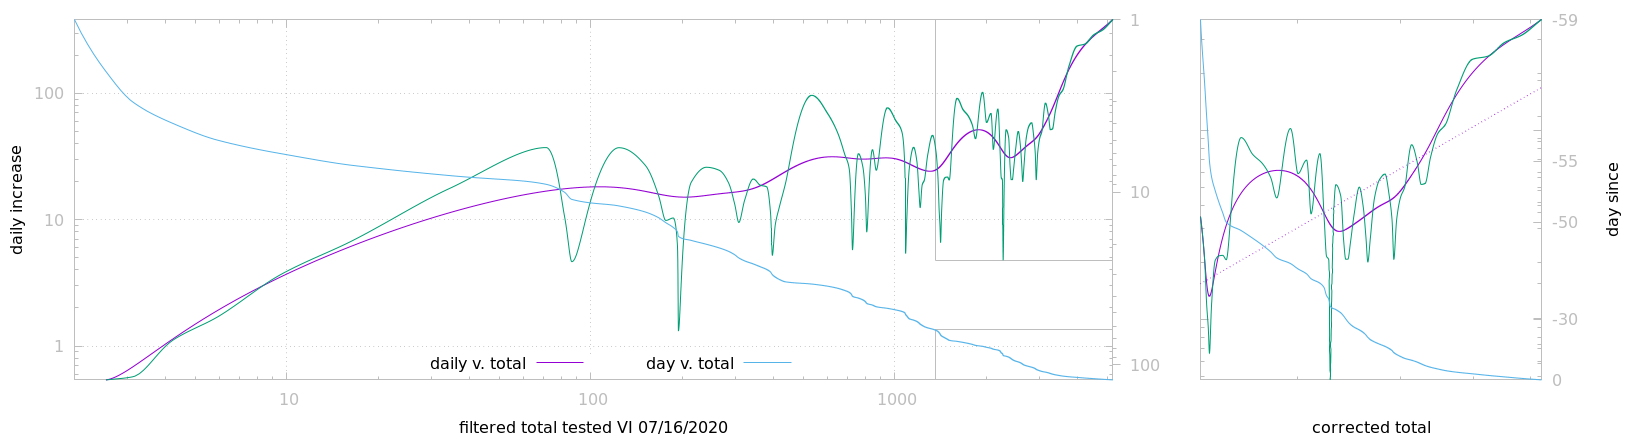 daily increase
100
10
1
10
100
1000
1
10
100
daily v. total
day v. total
filtered total tested VI 07/16/2020
-59
-55
-50
-30
0
day since
corrected total